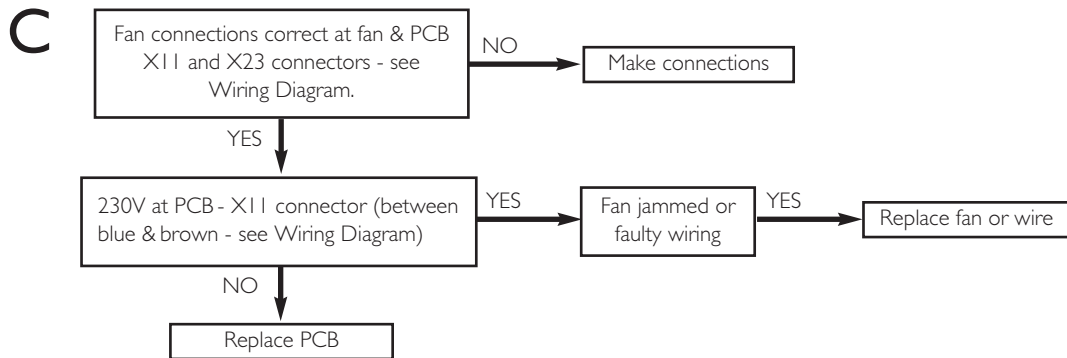 C
Fan connections correct at fan & PCB
X11 and X23 connectors - see
Wiring Diagram.
NO
Make connections
YES
230V at PCB - X11 connector (between
blue & brown - see Wiring Diagram)
YES
Fan jammed or
faulty wiring
YES
Replace fan or wire
NO
Replace PCB